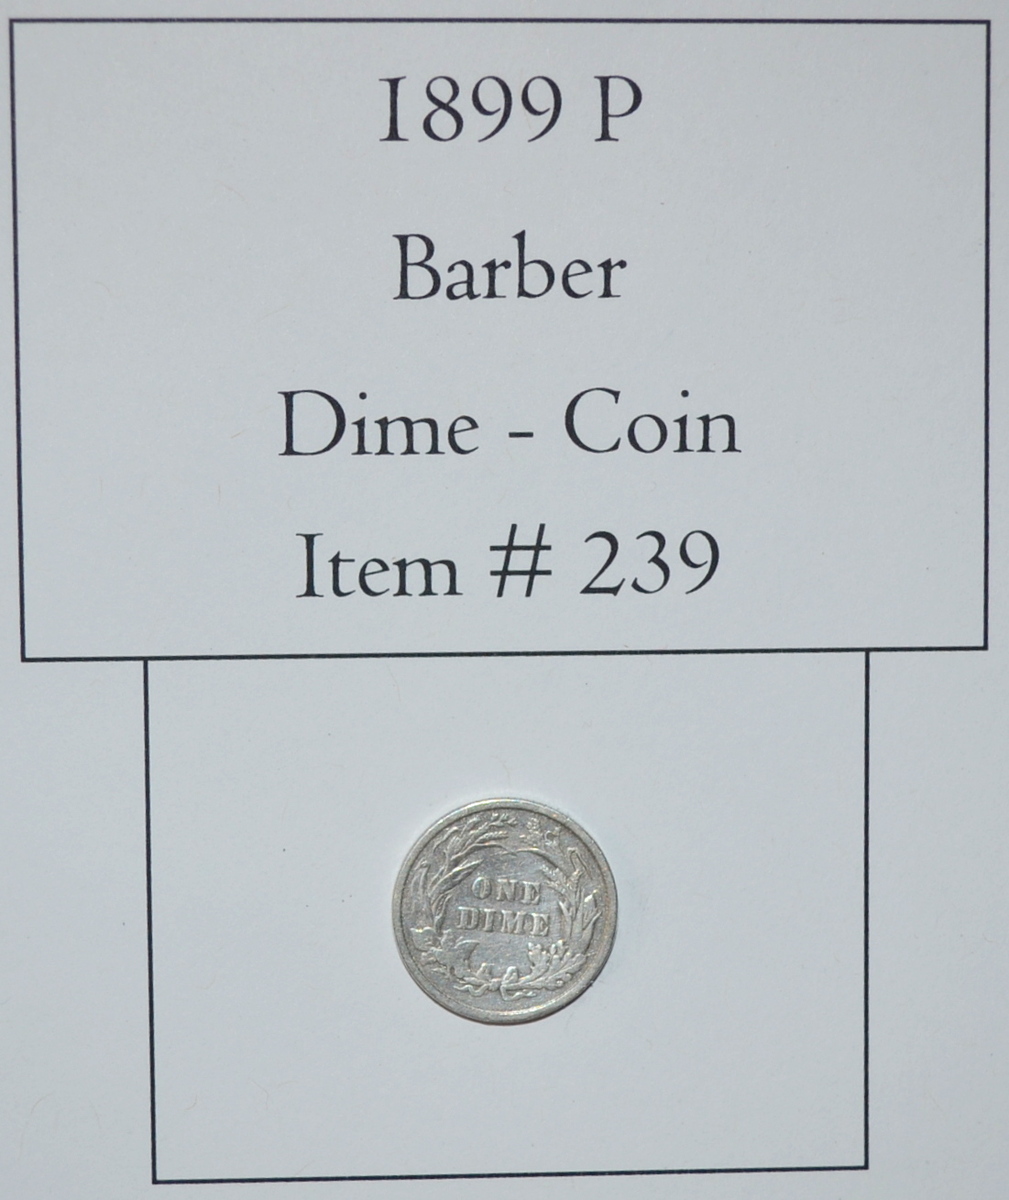 1899 P
Barber
Dime - Coin
Item # 239
ONE
DIME